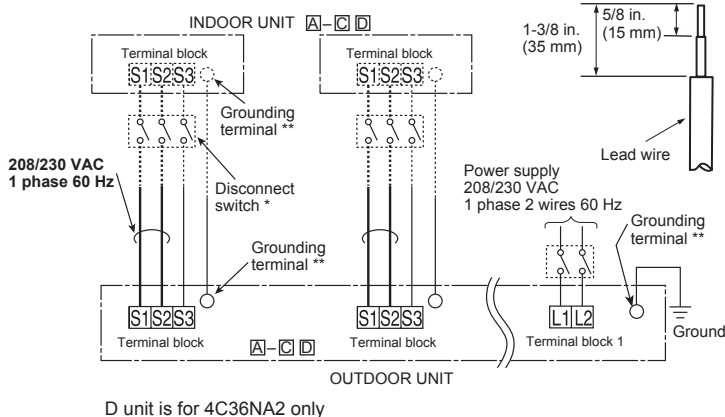 INDOOR UNIT A–C D
Terminal block
S1 S2 S3
Terminal block
S1 S2 S3
5/8 in.
(15 mm)
1-3/8 in.
(35 mm)
Lead wire
Grounding
terminal **
Disconnect
switch *
208/230 VAC
1 phase 60 Hz
Grounding
terminal **
Power supply
208/230 VAC
1 phase 2 wires 60 Hz
Grounding
terminal **
Ground
S1 S2 S3
Terminal block
A–C D
S1 S2 S3
Terminal block
L1 L2
Terminal block 1
OUTDOOR UNIT
D unit is for 4C36NA2 only